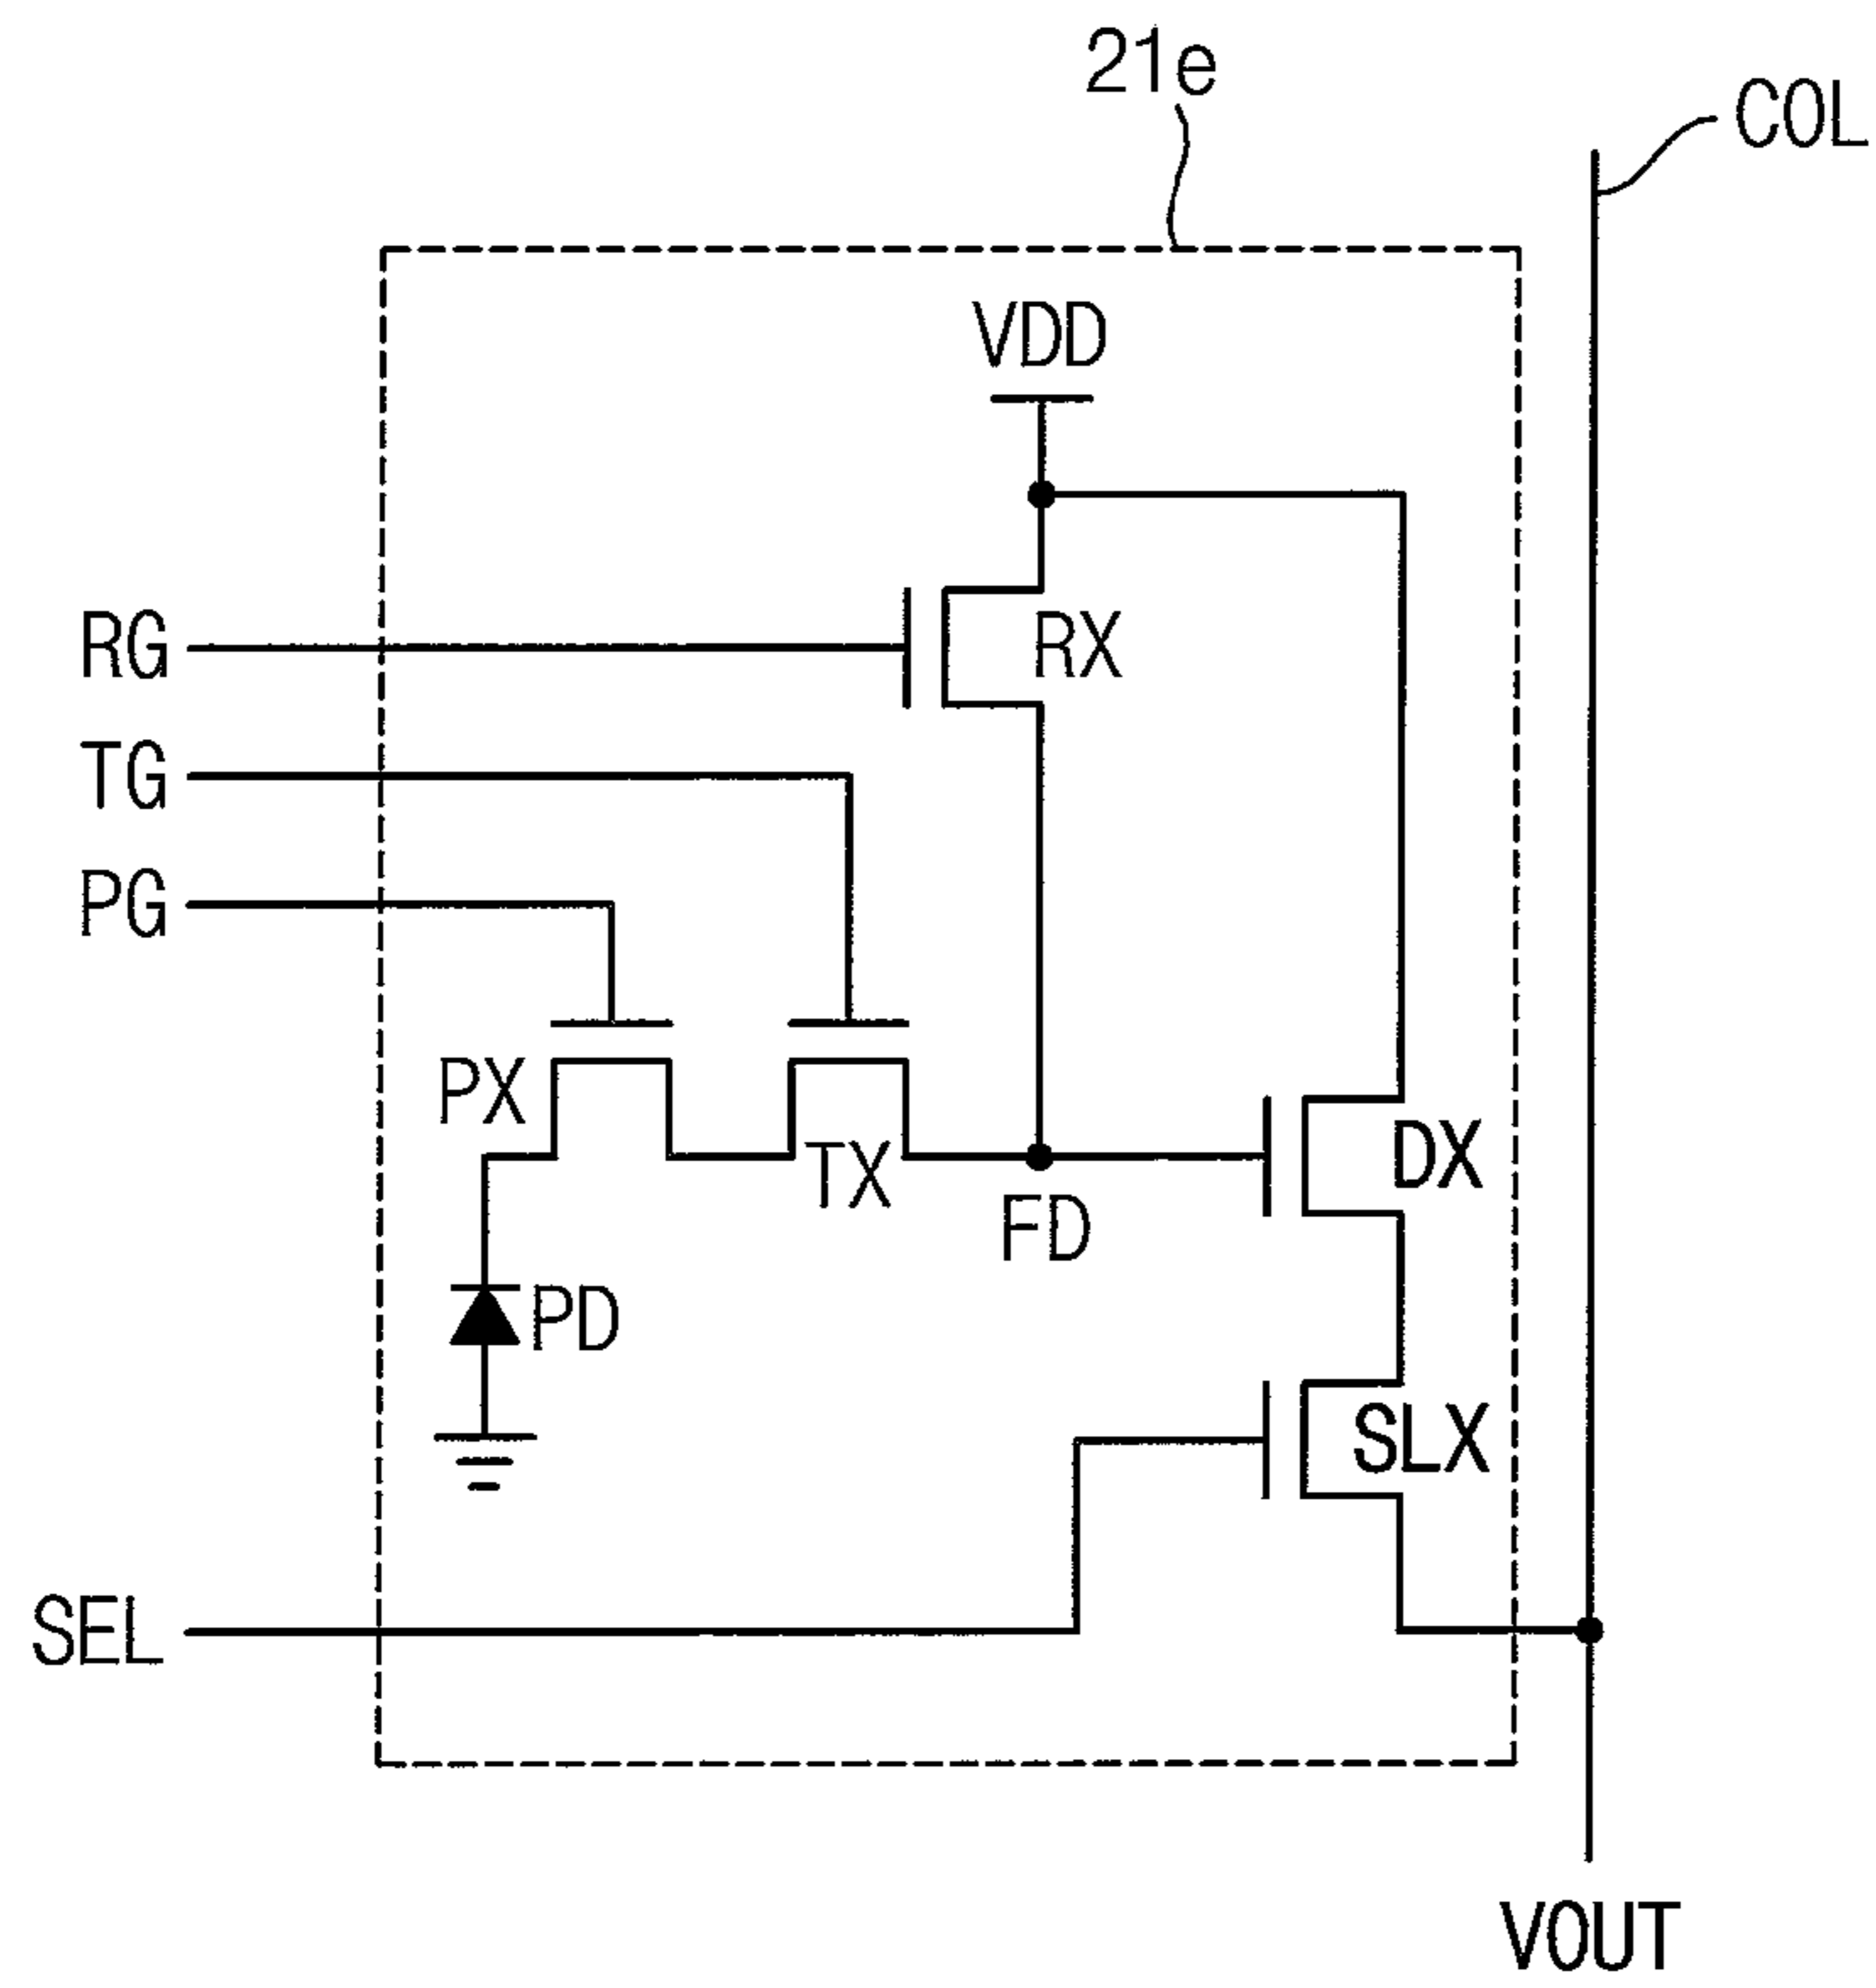 21e
COL
VDD
RG
RX
TG
PG
PX
TX
DX
FD
PD
SLX
SEL
VOUT